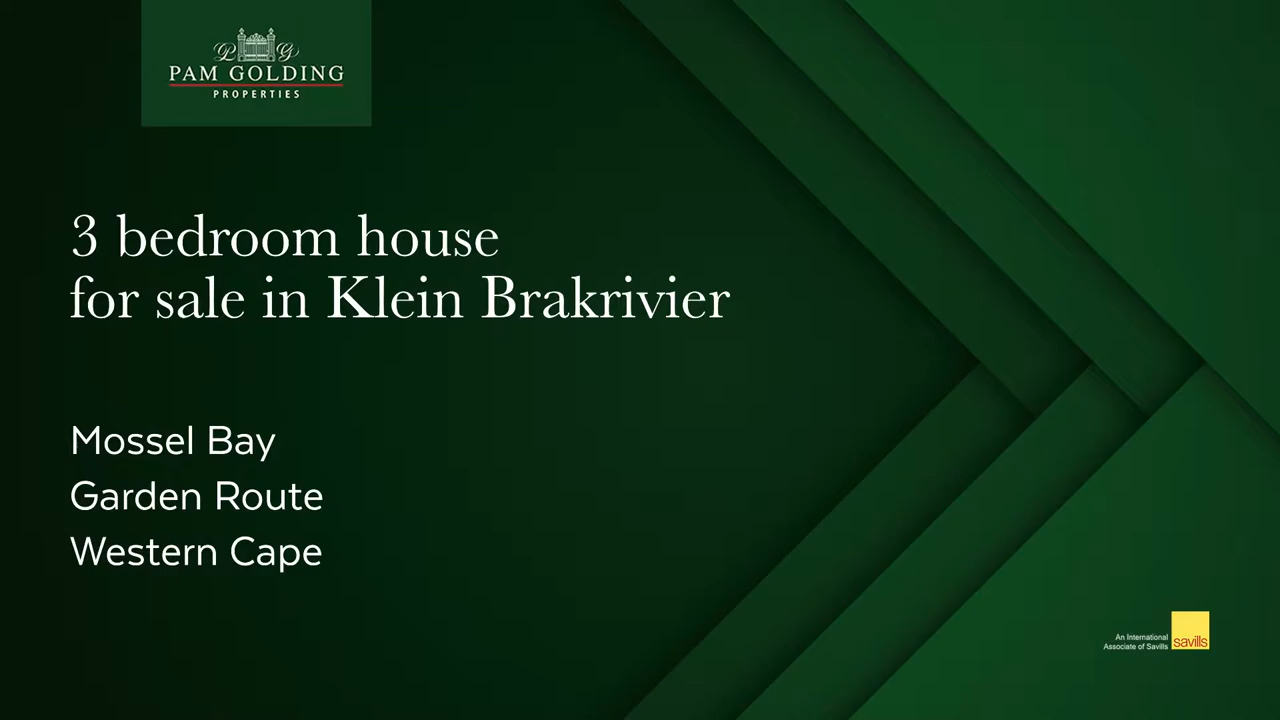 P G
PAM GOLDING
PROPERTIES
3 bedroom house
for sale in Klein Brakrivier
Mossel Bay
Garden Route
Western Cape
An International
Associate of Savills
savills